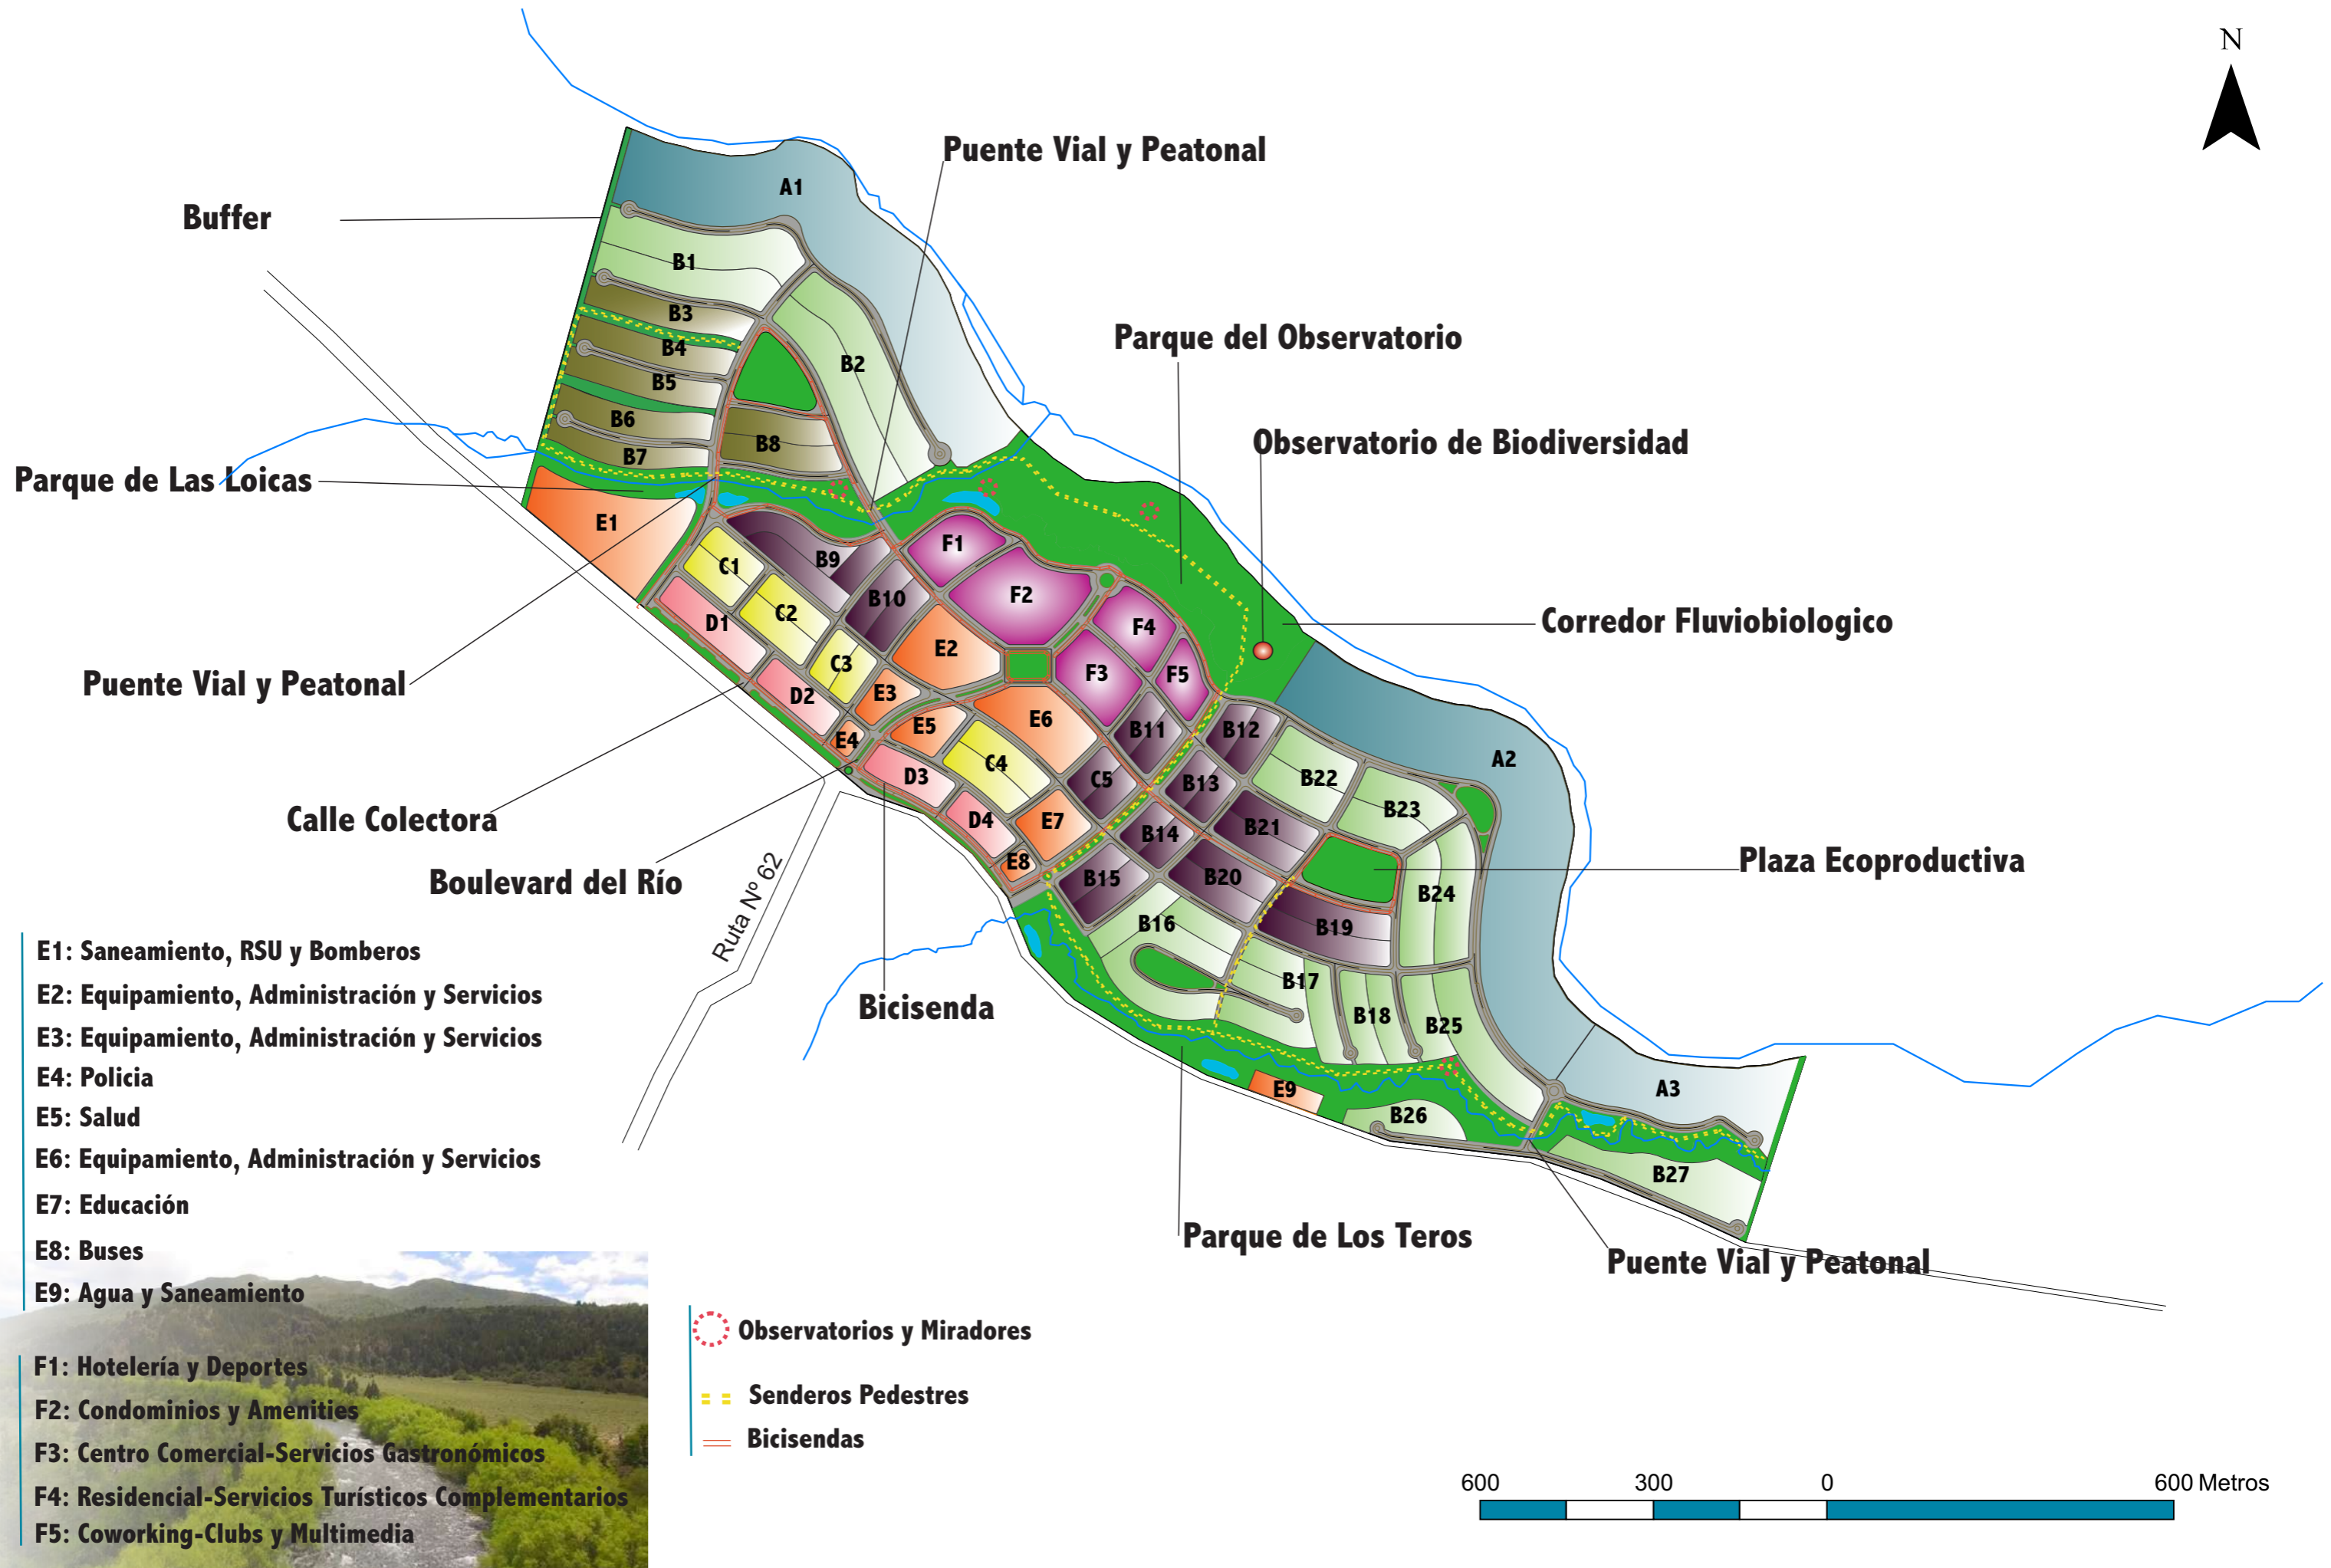 N
Puente Vial y Peatonal
A1
Buffer
B1
B3
Parque del Observatorio
B4
B2
B5
B6
Observatorio de Biodiversidad
B8
B7
Parque de Las Loicas
E1
F1
B9
C1
F2
B10
C2
D1
F4
Corredor Fluviobiologico
E2
C3
F3
F5
Puente Vial y Peatonal
D2
E3
E6
E5
B11
B12
E4
A2
C4
D3
C5
B13
B22
B23
Calle Colectora
D4
E7
B14
B21
E8
Plaza Ecoproductiva
B15
B20
Boulevard del Río
B24
Ruta Nº 62
B16
B19
E1: Saneamiento, RSU y Bomberos
B17
E2: Equipamiento, Administración y Servicios
Bicisenda
B18
B25
E3: Equipamiento, Administración y Servicios
E4: Policia
E9
A3
E5: Salud
B26
E6: Equipamiento, Administración y Servicios
B27
E7: Educación
Parque de Los Teros
E8: Buses
Puente Vial y Peatonal
E9: Agua y Saneamiento
Observatorios y Miradores
F1: Hotelería y Deportes
Senderos Pedestres
F2: Condominios y Amenities
Bicisendas
F3: Centro Comercial-Servicios Gastronómicos
600 300 0 600 Metros
F4: Residencial-Servicios Turísticos Complementarios
F5: Coworking-Clubs y Multimedia